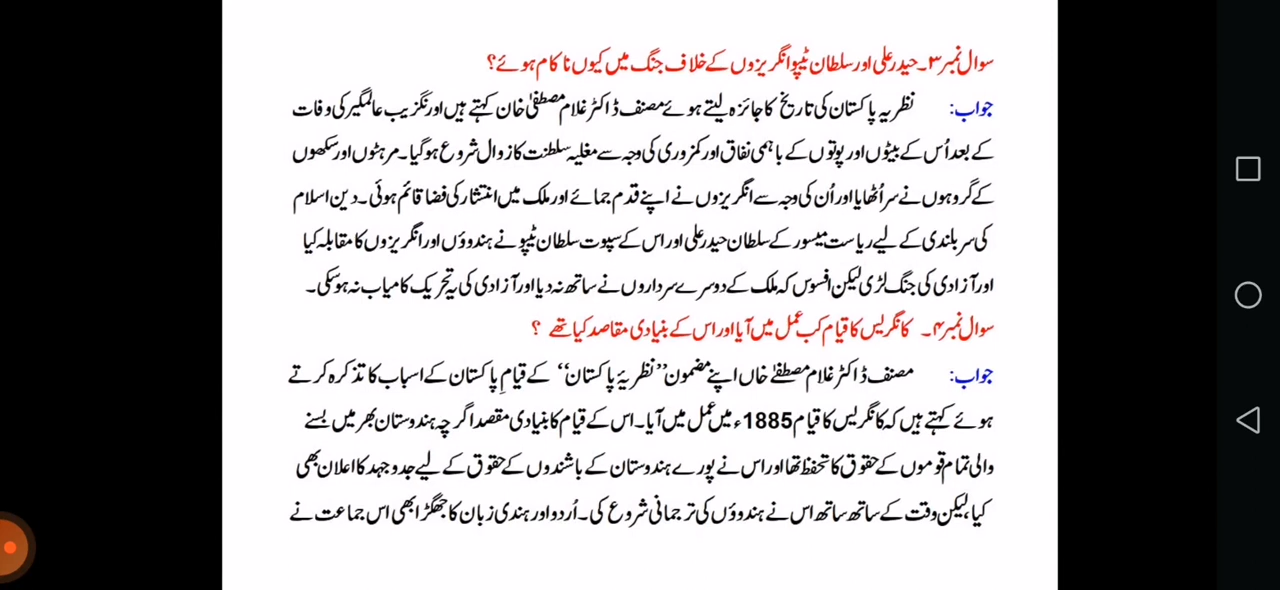 سوال نمبر ۳۔ حیدر علی اور سلطان ٹیپو انگریزوں کے خلاف جنگ میں کیوں ناکام ہوئے؟
جواب: نظریہ پاکستان کی تاریخ کا جائزہ لیتے ہوئے مصنف ڈاکٹر غلام مصطفیٰ خان کہتے ہیں اورنگزیب عالمگیر کی وفات
کے بعد اُس کے بیٹوں اور پوتوں کے باہمی نفاق اور کمزوری کی وجہ سے مغلیہ سلطنت کا زوال شروع ہوگیا۔ مرہٹوں اور سکھوں
کے گروہوں نے سر اُٹھایا اور اُن کی وجہ سے انگریزوں نے اپنے قدم جمائے اور ملک میں انتشار کی فضا قائم ہوئی۔ دین اسلام
کی سربلندی کے لیے ریاست میسور کے سلطان حیدر علی اور اس کے سپوت سلطان ٹیپو نے ہندوؤں اور انگریزوں کا مقابلہ کیا
اور آزادی کی جنگ لڑی لیکن افسوس کہ ملک کے دوسرے سرداروں نے ساتھ نہ دیا اور آزادی کی یہ تحریک کامیاب نہ ہوسکی۔
سوال نمبر ۴۔ کانگریس کا قیام کب عمل میں آیا اور اس کے بنیادی مقاصد کیا تھے ؟
جواب: مصنف ڈاکٹر غلام مصطفےٰ خاں اپنے مضمون ”نظریۂ پاکستان“ کے قیامِ پاکستان کے اسباب کا تذکرہ کرتے
ہوئے کہتے ہیں کہ کانگریس کا قیام 1885ء میں عمل میں آیا۔ اس کے قیام کا بنیادی مقصد اگرچہ ہندوستان بھر میں بسنے
والی تمام قوموں کے حقوق کا تحفظ تھا اور اس نے پورے ہندوستان کے باشندوں کے حقوق کے لیے جدوجہد کا اعلان بھی
کیا، لیکن وقت کے ساتھ ساتھ اس نے ہندوؤں کی ترجمانی شروع کی۔ اُردو اور ہندی زبان کا جھگڑا بھی اس جماعت نے